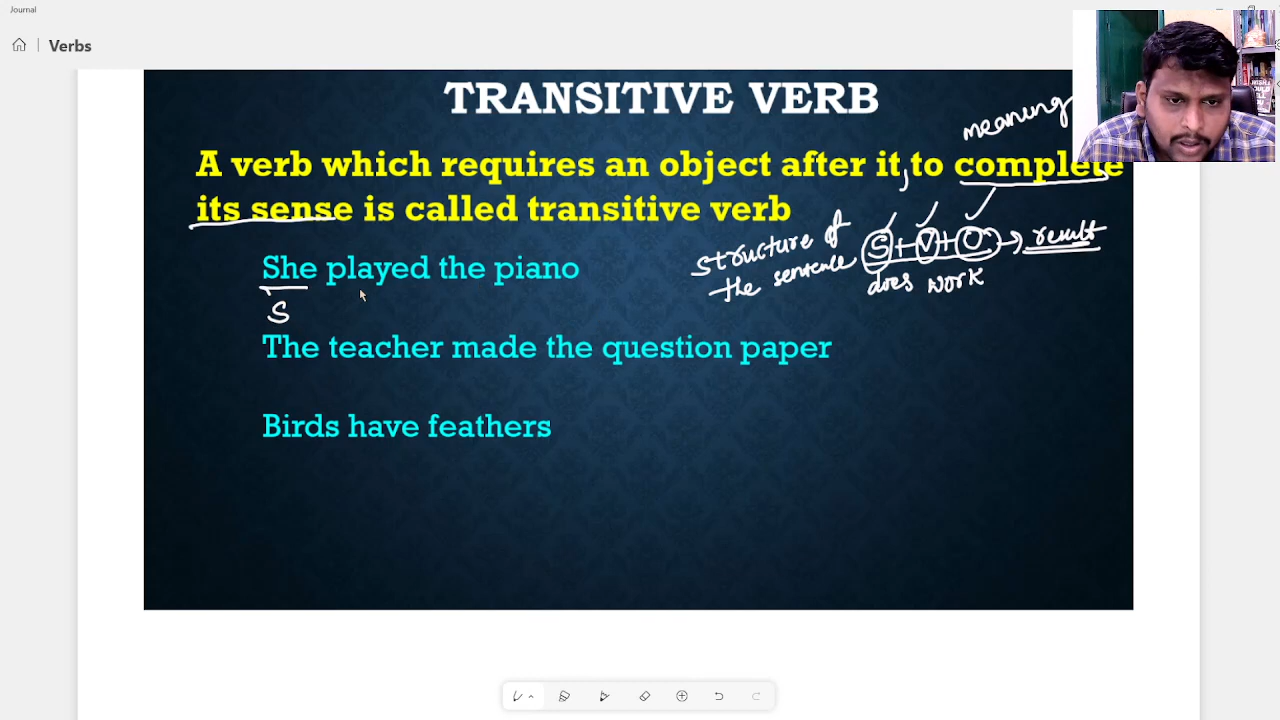 Journal
Verbs
TRANSITIVE VERB
meaning
A verb which requires an object after it, to complete
its sense is called transitive verb
structure of
the sentence
S + V + O → result
does work
She played the piano
S
The teacher made the question paper
Birds have feathers